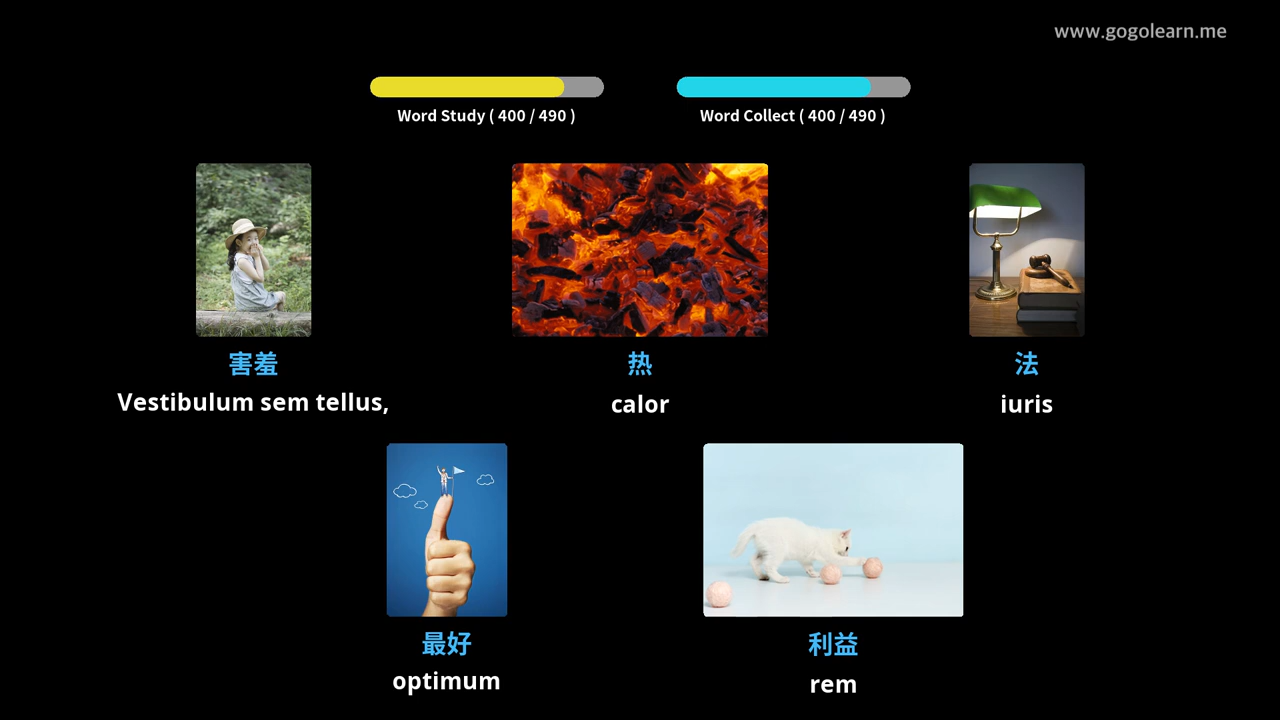 www.gogolearn.me
Word Study ( 400 / 490 )
Word Collect ( 400 / 490 )
害羞
Vestibulum sem tellus,
热
calor
法
iuris
最好
optimum
利益
rem